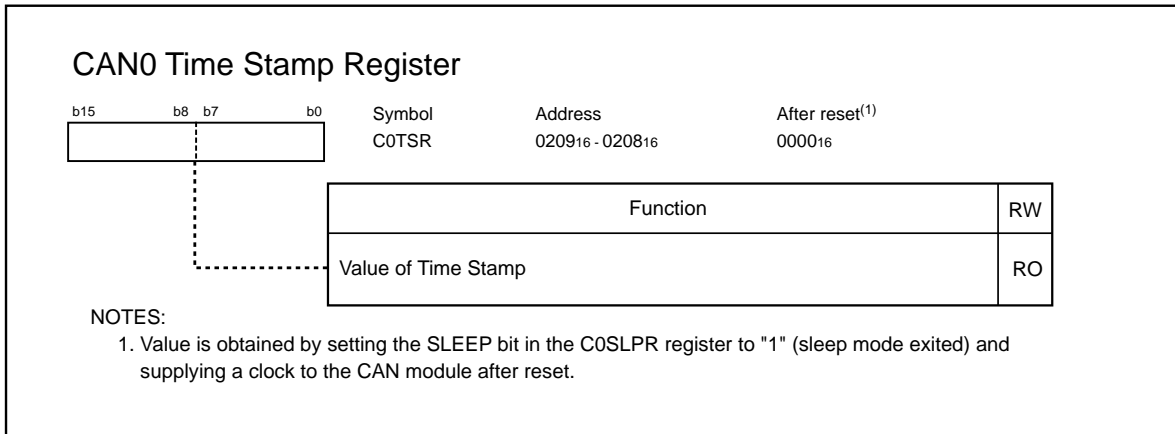 CAN0 Time Stamp Register
b15 b8 b7 b0 Symbol Address After reset(1)
C0TSR 020916 - 020816 000016
Function RW
Value of Time Stamp RO
NOTES:
1. Value is obtained by setting the SLEEP bit in the C0SLPR register to "1" (sleep mode exited) and
supplying a clock to the CAN module after reset.